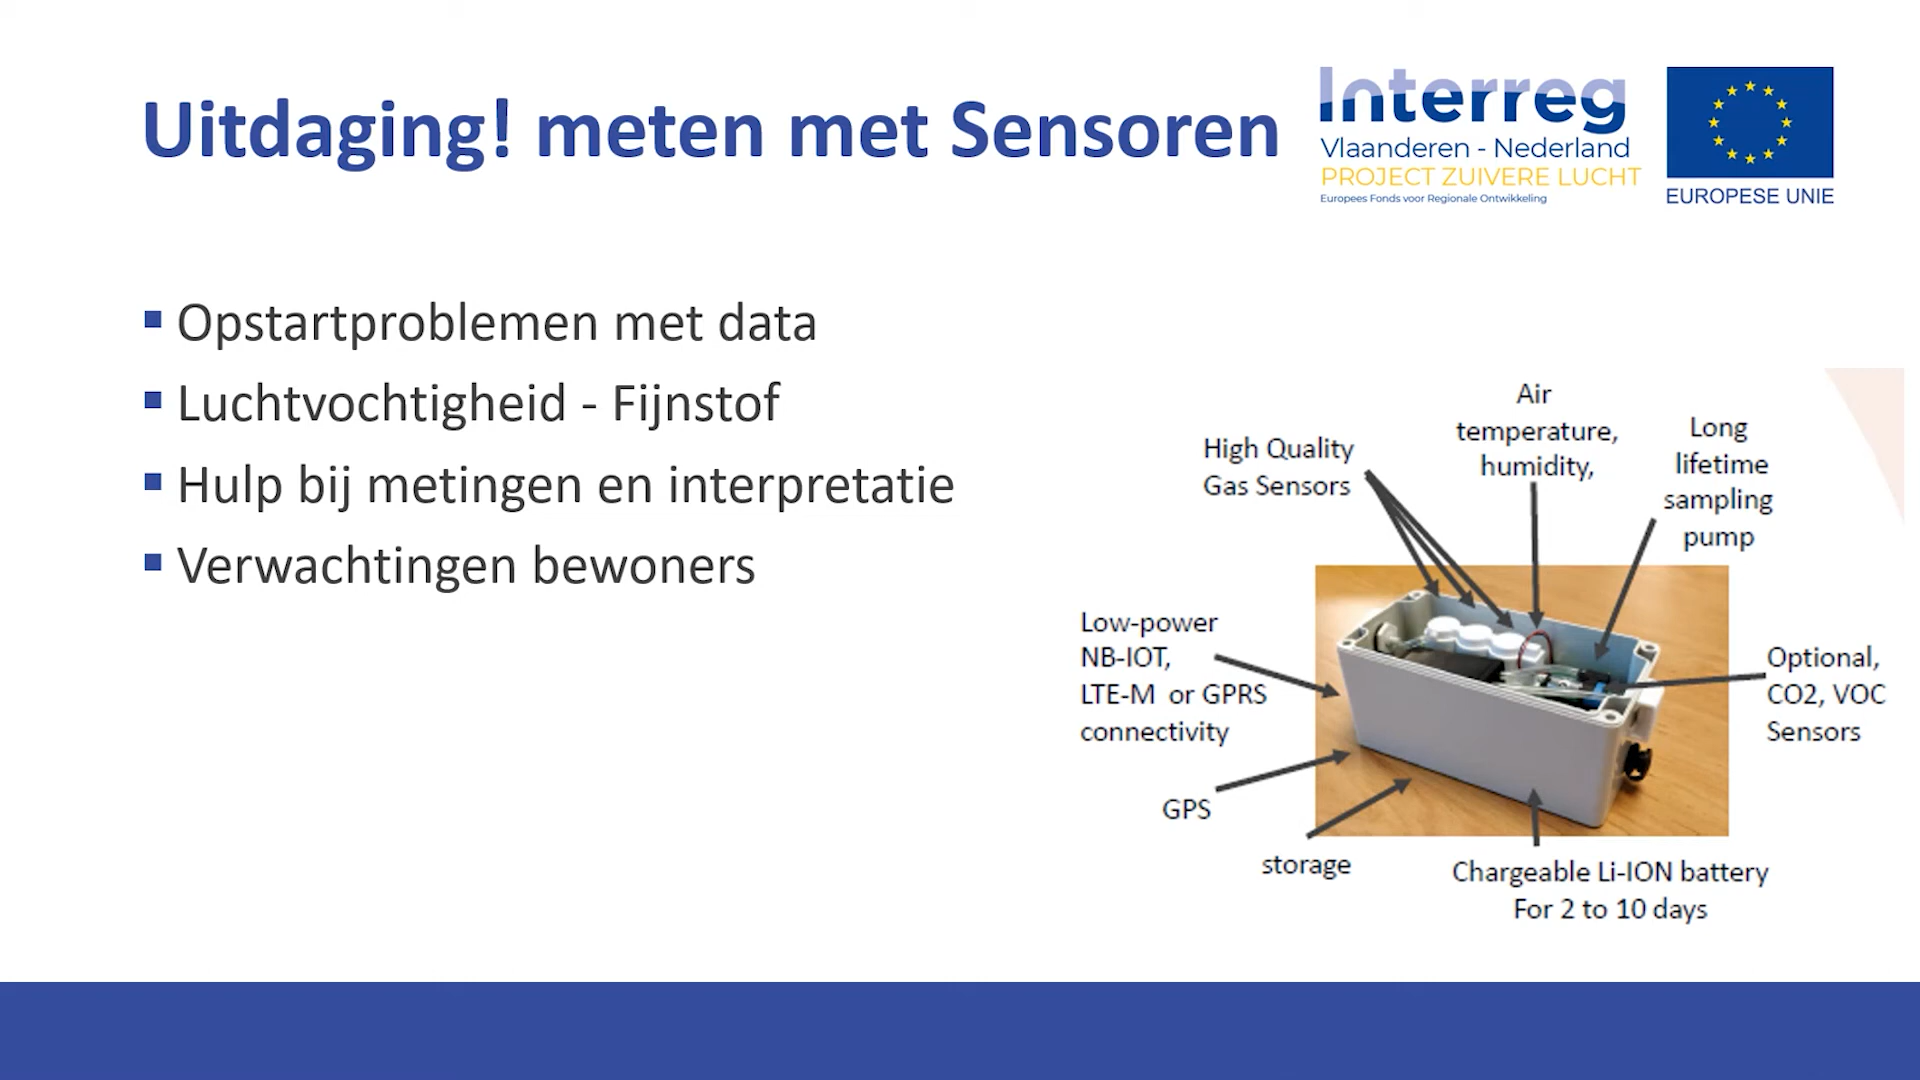 Uitdaging! meten met Sensoren
Interreg
Vlaanderen - Nederland
PROJECT ZUIVERE LUCHT
Europees Fonds voor Regionale Ontwikkeling
EUROPESE UNIE
Opstartproblemen met data
Luchtvochtigheid - Fijnstof
Hulp bij metingen en interpretatie
Verwachtingen bewoners
High Quality
Gas Sensors
Air
temperature,
humidity,
Long
lifetime
sampling
pump
Low-power
NB-IOT,
LTE-M or GPRS
connectivity
Optional,
CO2, VOC
Sensors
GPS
storage
Chargeable Li-ION battery
For 2 to 10 days